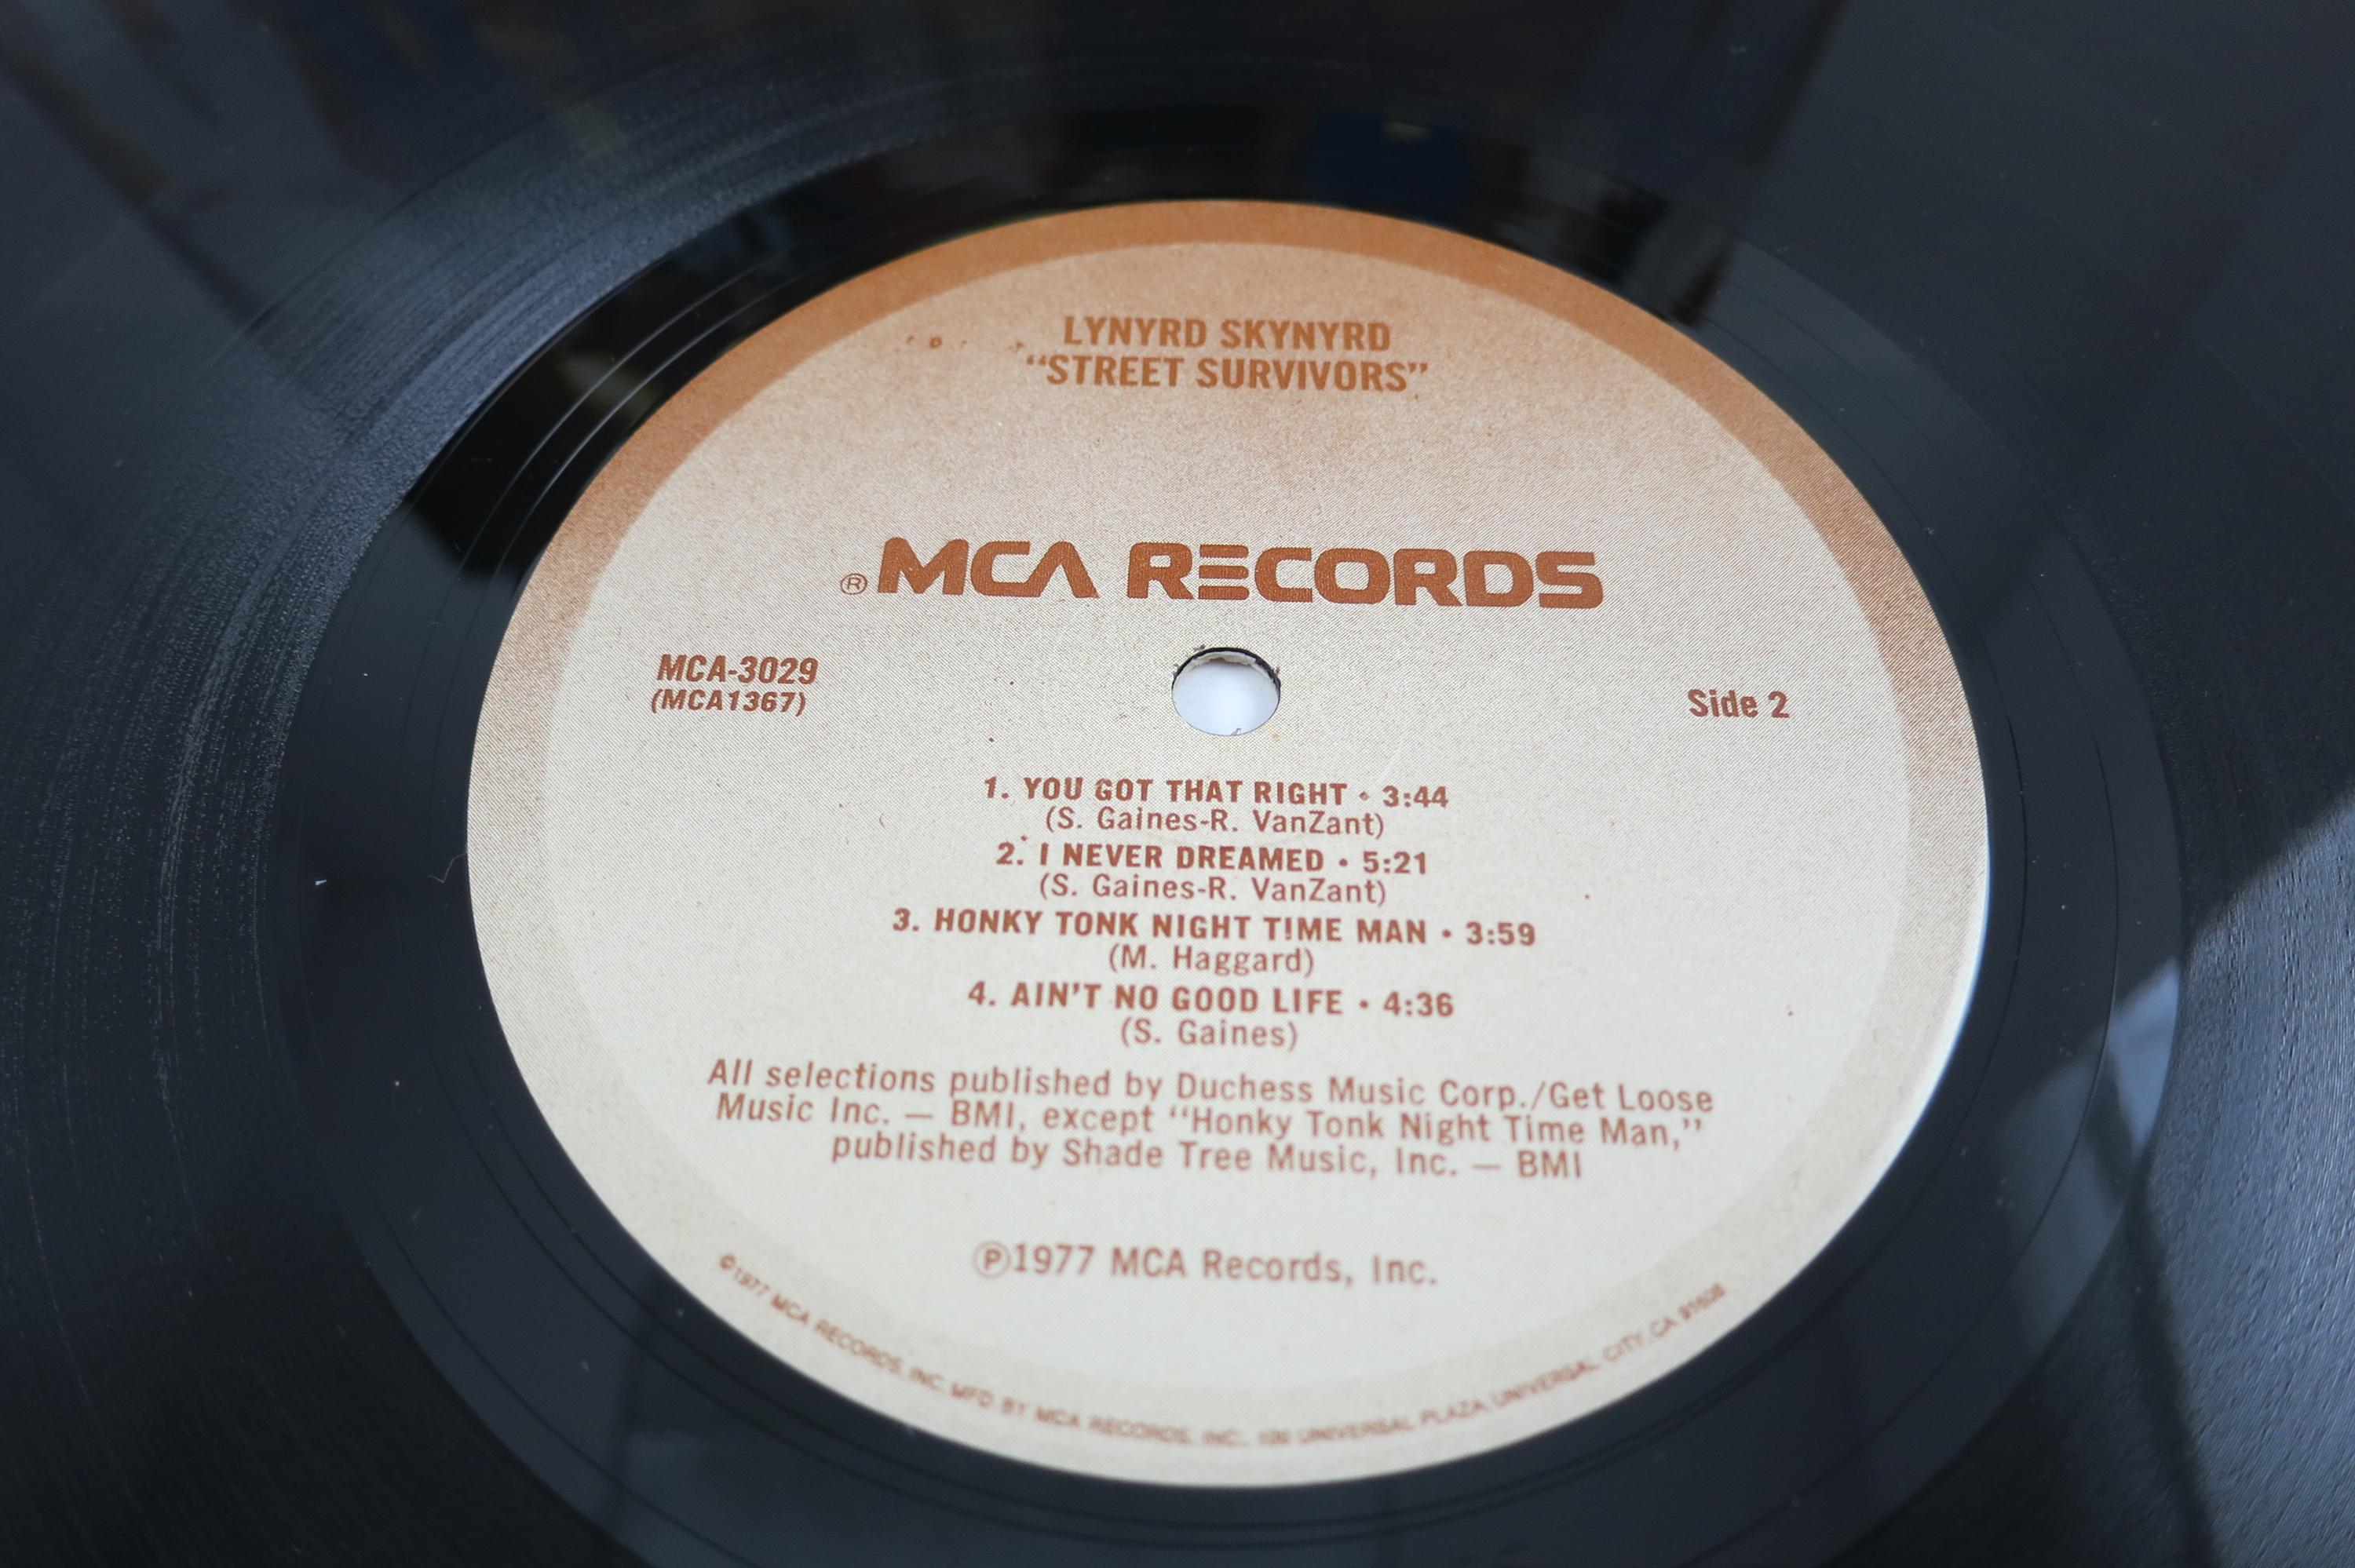 LYNYRD SKYNYRD
“STREET SURVIVORS”
® MCA RECORDS
MCA-3029
(MCA1367)
Side 2
1. YOU GOT THAT RIGHT • 3:44
(S. Gaines-R. VanZant)
2. I NEVER DREAMED • 5:21
(S. Gaines-R. VanZant)
3. HONKY TONK NIGHT TIME MAN • 3:59
(M. Haggard)
4. AIN'T NO GOOD LIFE • 4:36
(S. Gaines)
All selections published by Duchess Music Corp./Get Loose
Music Inc. — BMI, except “Honky Tonk Night Time Man,”
published by Shade Tree Music, Inc. — BMI
℗1977 MCA Records, Inc.
©1977 MCA RECORDS, INC. MFD. BY MCA RECORDS, INC., 100 UNIVERSAL PLAZA, UNIVERSAL CITY, CA 91608